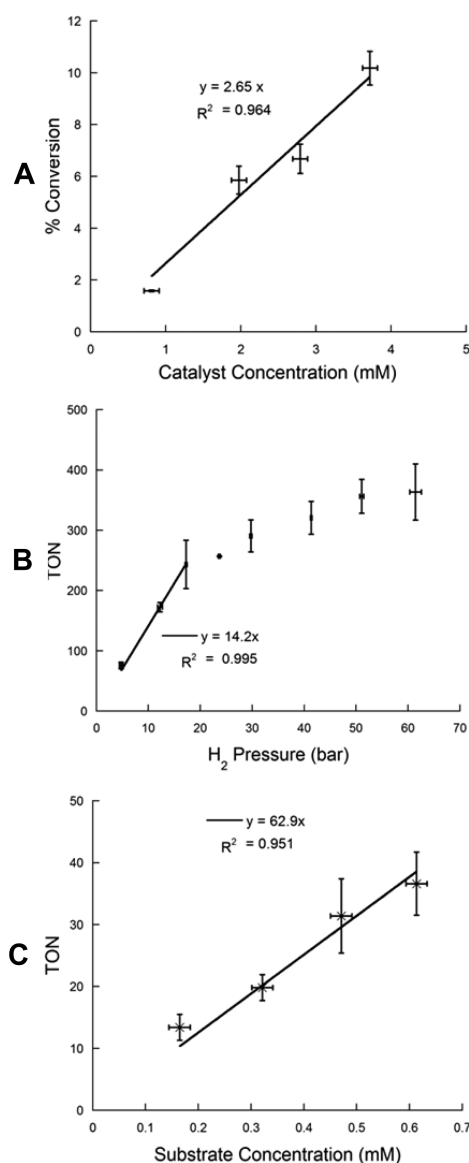 A
% Conversion
12
10
8
6
4
2
0
y = 2.65 x
R² = 0.964
0 1 2 3 4 5
Catalyst Concentration (mM)
B
TON
500
400
300
200
100
0
y = 14.2x
R² = 0.995
0 10 20 30 40 50 60 70
H₂ Pressure (bar)
C
TON
50
40
30
20
10
0
y = 62.9x
R² = 0.951
0 0.1 0.2 0.3 0.4 0.5 0.6 0.7
Substrate Concentration (mM)